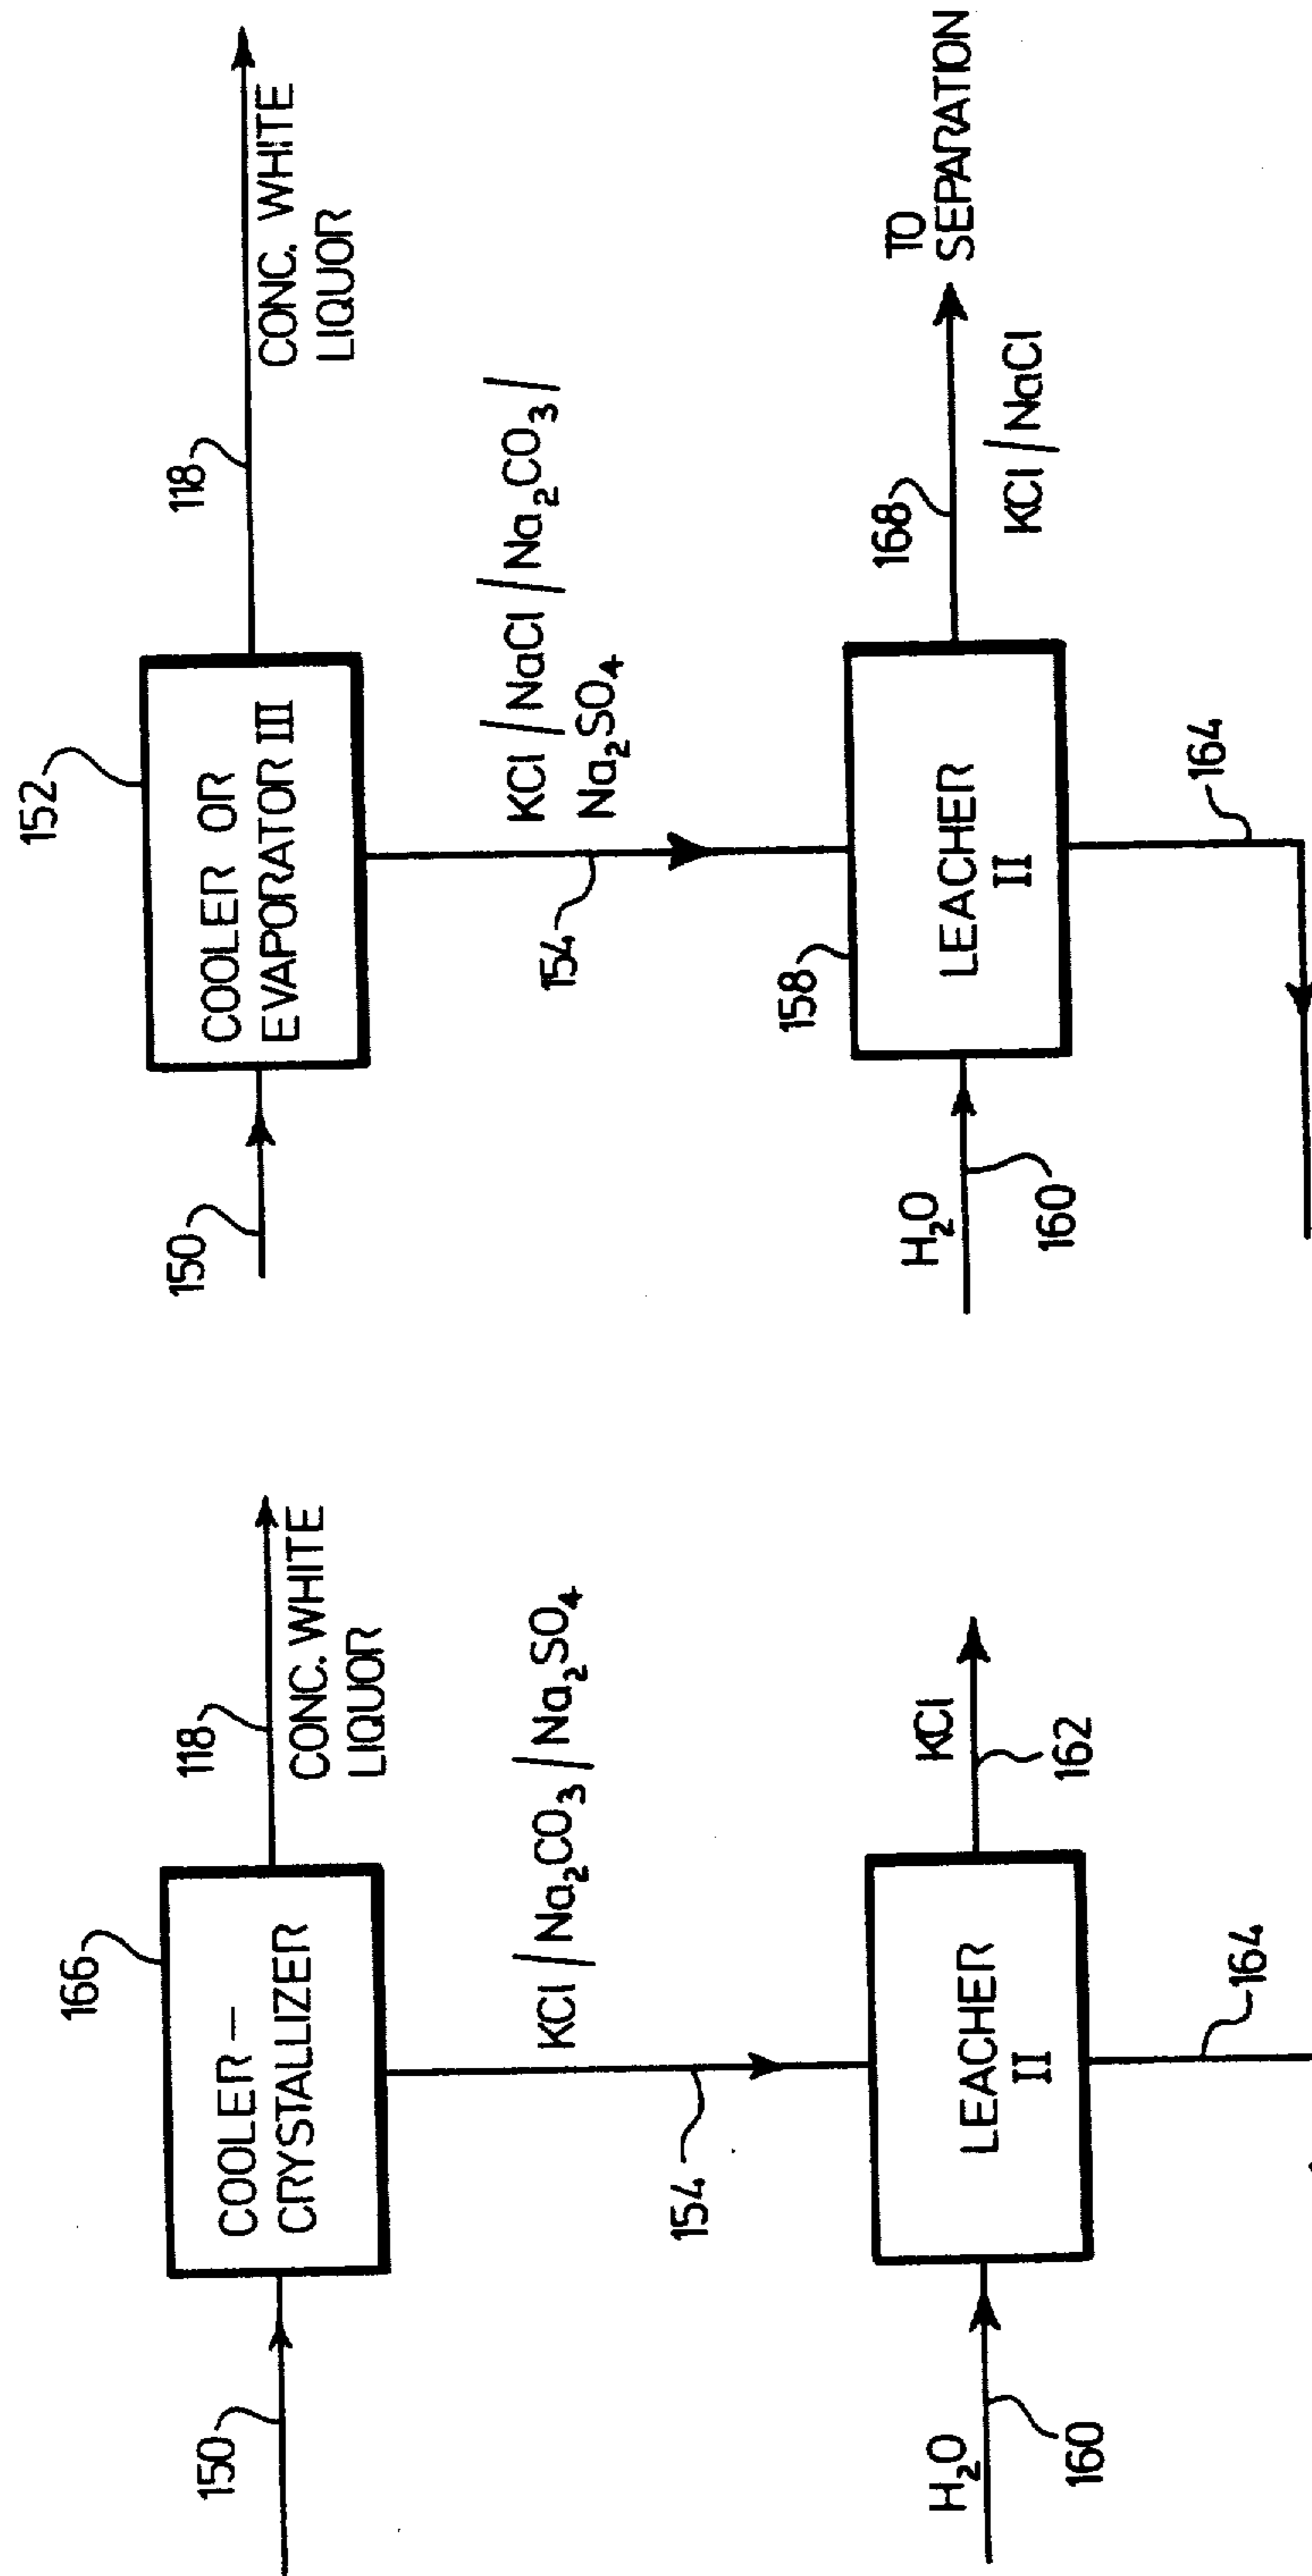 150
166
COOLER –
CRYSTALLIZER
118
CONC. WHITE
LIQUOR
KCl / Na₂CO₃ / Na₂SO₄
154
H₂O
160
LEACHER
II
KCl
162
164
150
152
COOLER OR
EVAPORATOR III
118
CONC. WHITE
LIQUOR
KCl / NaCl / Na₂CO₃ /
Na₂SO₄
154
158
H₂O
160
LEACHER
II
168
KCl / NaCl
TO
SEPARATION
164